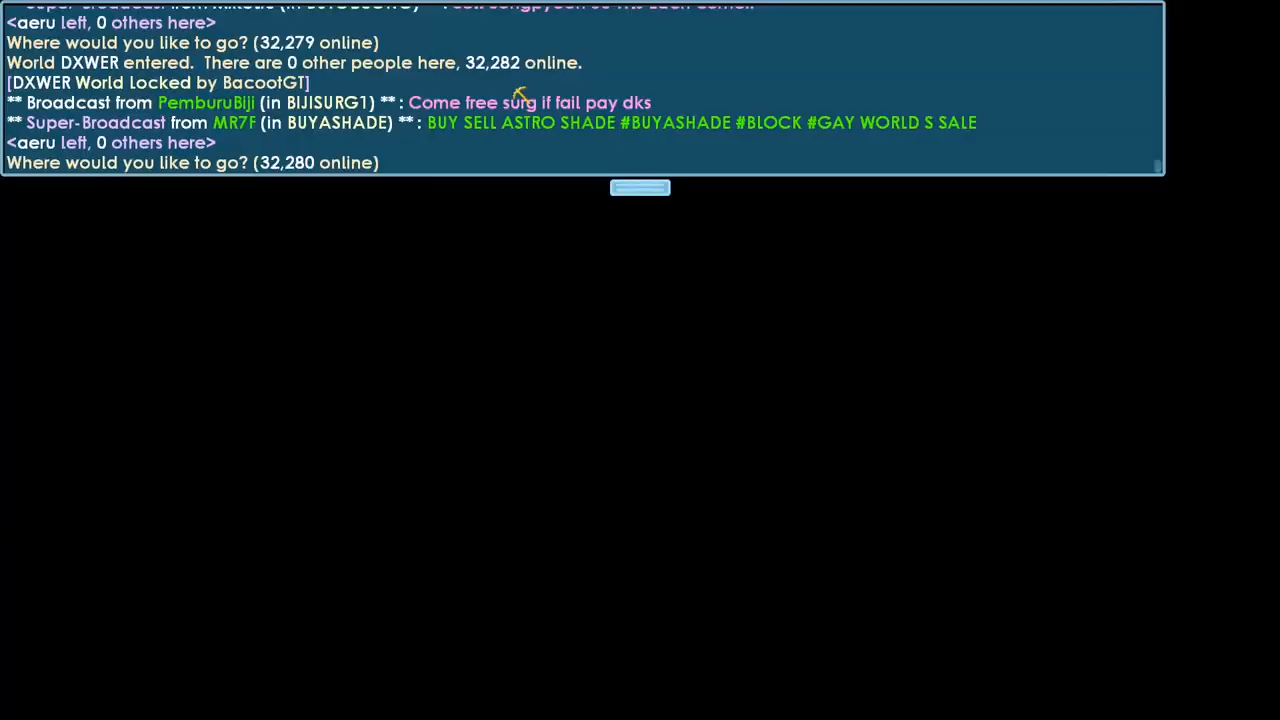 <aeru left, 0 others here>
Where would you like to go? (32,279 online)
World DXWER entered.  There are 0 other people here, 32,282 online.
[DXWER World Locked by BacootGT]
** Broadcast from PemburuBiji (in BIJISURG1) ** : Come free surg if fail pay dks
** Super-Broadcast from MR7F (in BUYASHADE) ** : BUY SELL ASTRO SHADE #BUYASHADE #BLOCK #GAY WORLD S SALE
<aeru left, 0 others here>
Where would you like to go? (32,280 online)